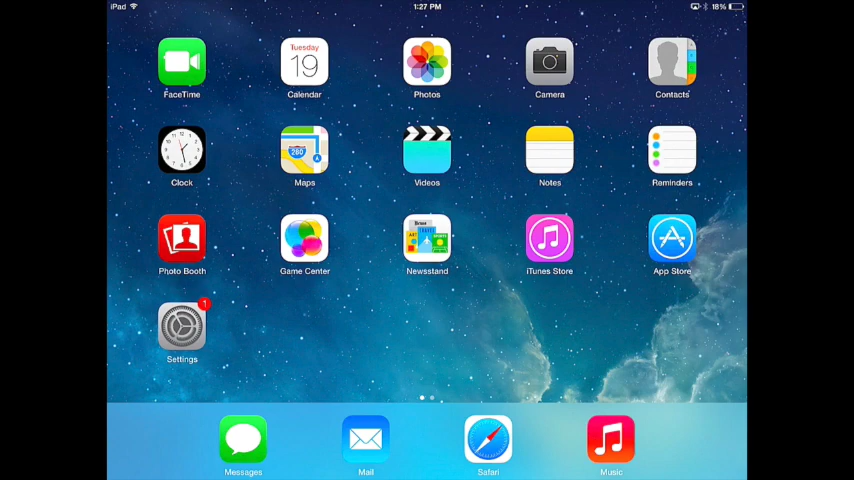 iPad 1:27 PM 18%
Tuesday
19
FaceTime Calendar Photos Camera Contacts
280
Clock Maps Videos Notes Reminders
Photo Booth Game Center Newsstand iTunes Store App Store
1
Settings
Messages Mail Safari Music